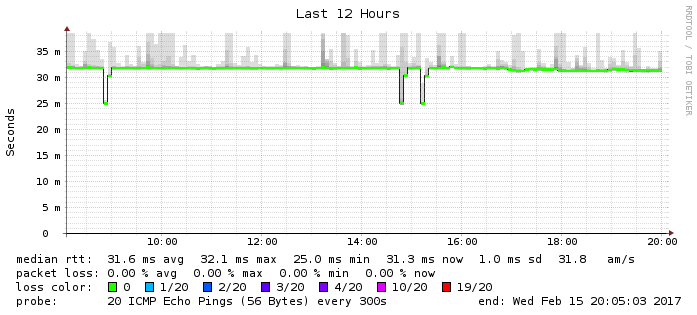 Last 12 Hours
RRDTOOL / TOBI OETIKER
Seconds
35 m
30 m
25 m
20 m
15 m
10 m
5 m
0
10:00 12:00 14:00 16:00 18:00 20:00
median rtt: 31.6 ms avg 32.1 ms max 25.0 ms min 31.3 ms now 1.0 ms sd 31.8 am/s
packet loss: 0.00 % avg 0.00 % max 0.00 % min 0.00 % now
loss color: 0 1/20 2/20 3/20 4/20 10/20 19/20
probe: 20 ICMP Echo Pings (56 Bytes) every 300s end: Wed Feb 15 20:05:03 2017